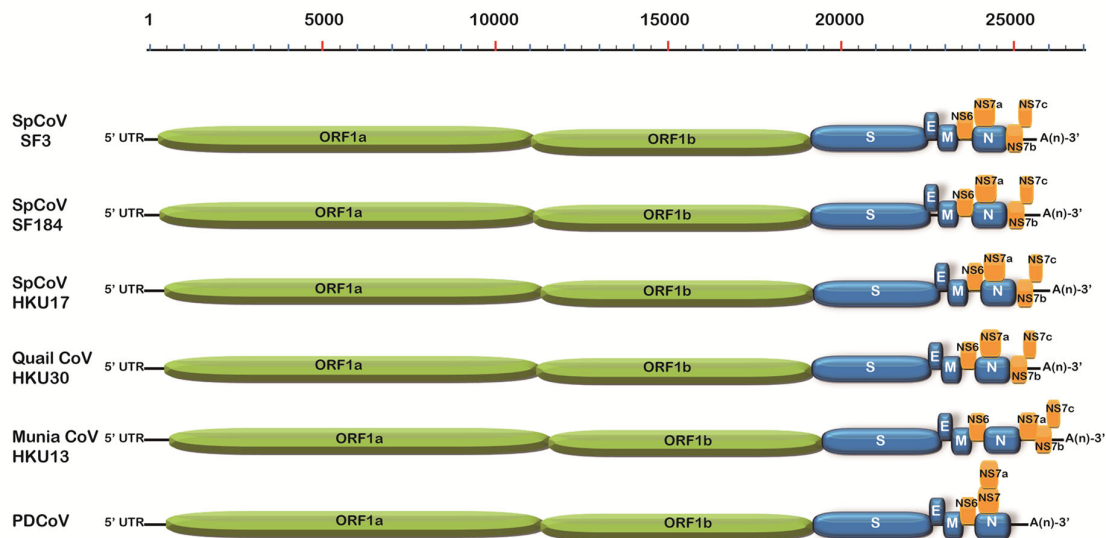 1 5000 10000 15000 20000 25000
SpCoV
SF3
5’ UTR ORF1a ORF1b S E M NS6 NS7a N NS7b NS7c A(n)-3’
SpCoV
SF184
5’ UTR ORF1a ORF1b S E M NS6 NS7a N NS7b NS7c A(n)-3’
SpCoV
HKU17
5’ UTR ORF1a ORF1b S E M NS6 NS7a N NS7b NS7c A(n)-3’
Quail CoV
HKU30
5’ UTR ORF1a ORF1b S E M NS6 NS7a N NS7b NS7c A(n)-3’
Munia CoV
HKU13
5’ UTR ORF1a ORF1b S E M NS6 N NS7a NS7b NS7c A(n)-3’
PDCoV
5’ UTR ORF1a ORF1b S E M NS6 NS7a NS7 N A(n)-3’